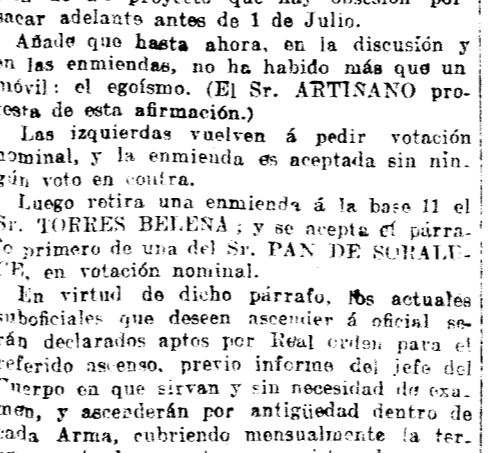 de proyecto que hay obsesión por
sacar adelante antes de 1 de Julio.
Añade que hasta ahora, en la discusión y
en las enmiendas, no ha habido más que un
móvil: el egoísmo. (El Sr. ARTIÑANO pro-
testa de esta afirmación.)
Las izquierdas vuelven á pedir votación
nominal, y la enmienda es aceptada sin nin-
gún voto en contra.
Luego retira una enmienda á la base 11 el
Sr. TORRES BELEÑA; y se acepta el párra-
fo primero de una del Sr. PAN DE SORALU-
CE, en votación nominal.
En virtud de dicho párrafo, los actuales
suboficiales que deseen ascender á oficial se-
rán declarados aptos por Real orden para el
referido ascenso, previo informe del jefe del
Cuerpo en que sirvan y sin necesidad de exa-
men, y ascenderán por antigüedad dentro de
cada Arma, cubriendo mensualmente la ter-